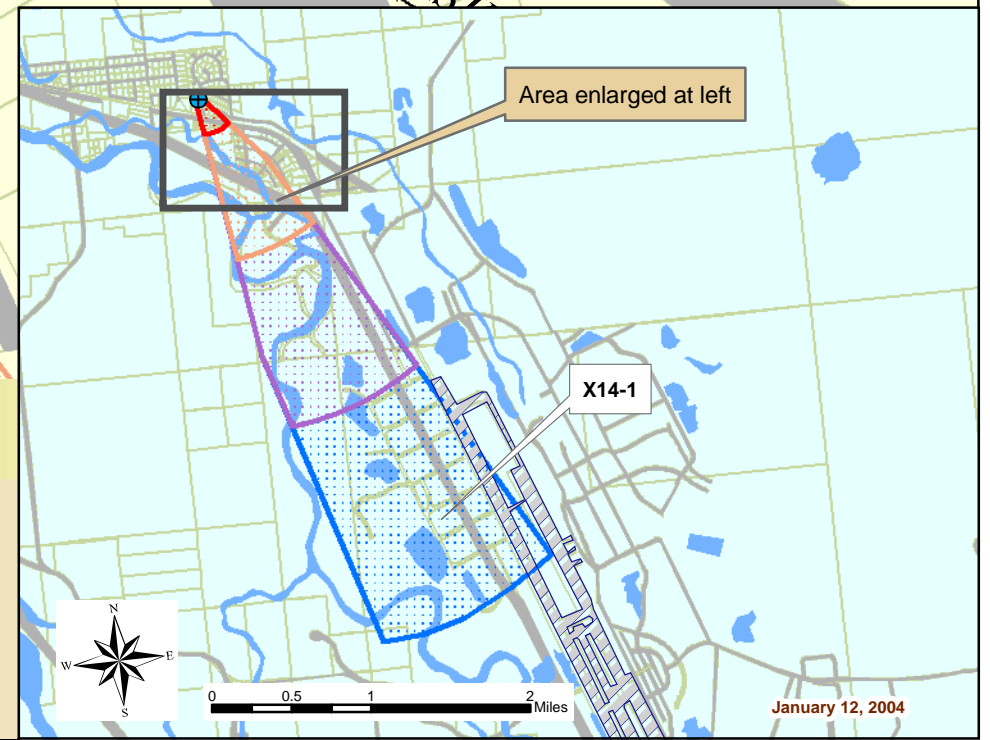 Area enlarged at left
X14-1
N
W E
S
0 0.5 1 2
Miles
January 12, 2004